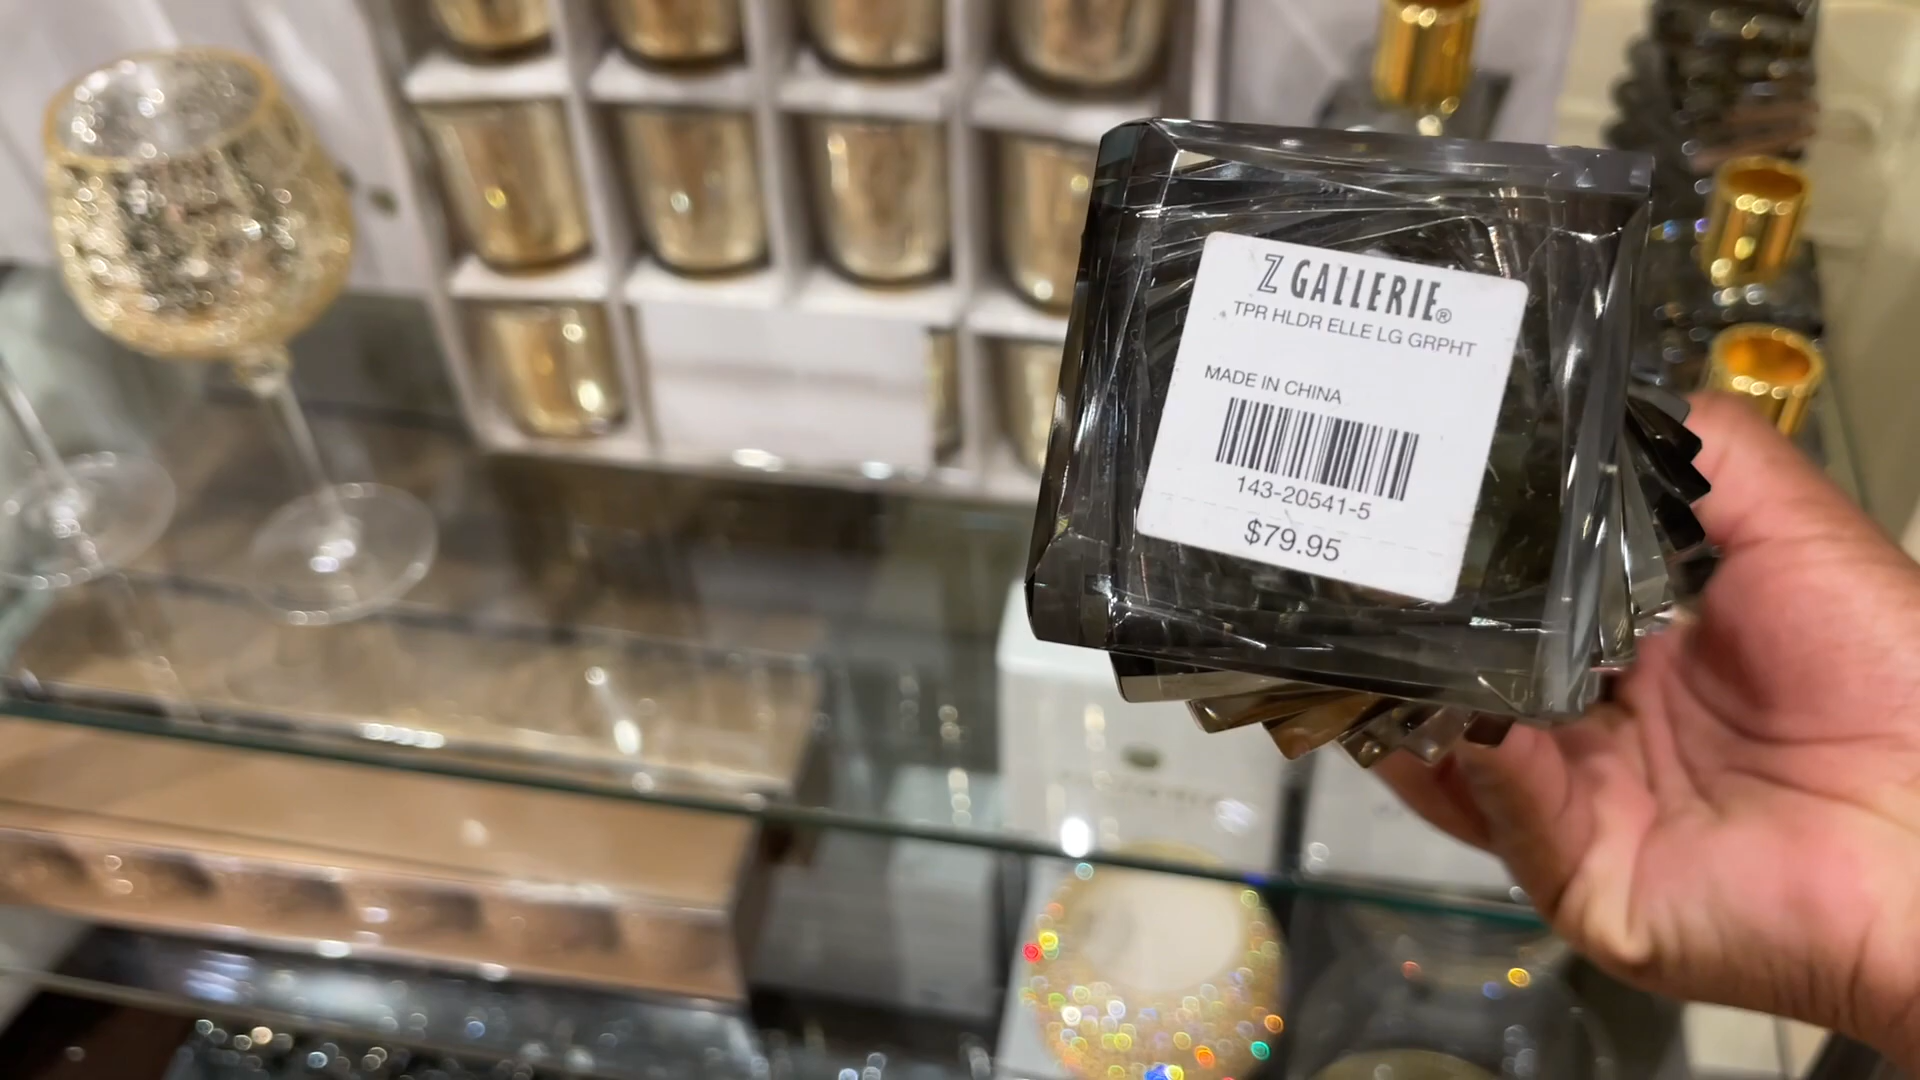 Z GALLERIE®
TPR HLDR ELLE LG GRPHT
MADE IN CHINA
143-20541-5
$79.95